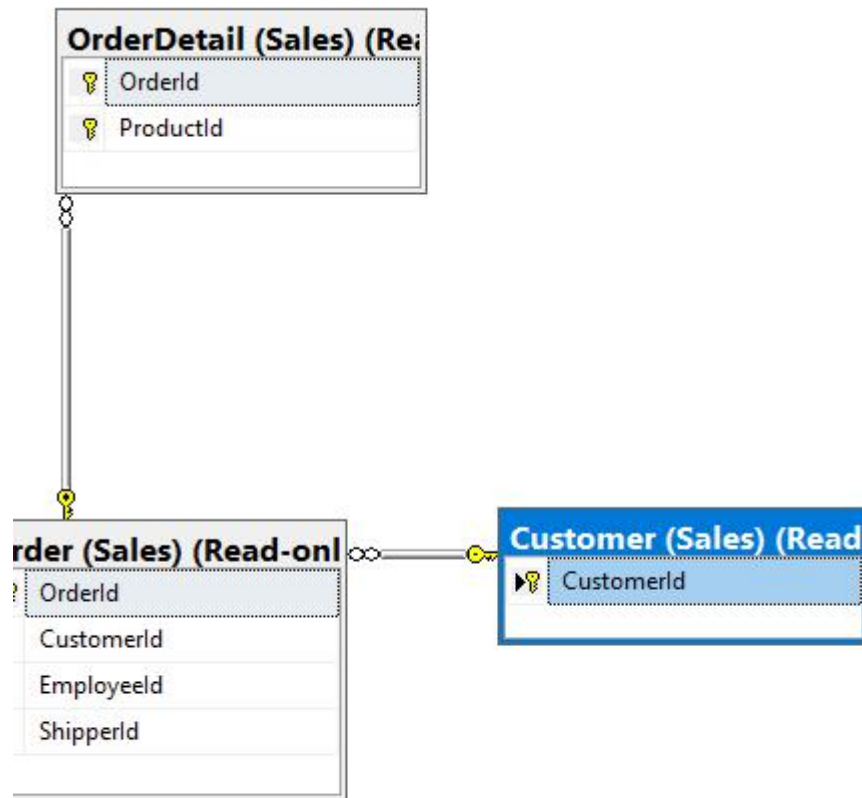 OrderDetail (Sales) (Rea
OrderId
ProductId
rder (Sales) (Read-onl
OrderId
CustomerId
EmployeeId
ShipperId
Customer (Sales) (Read
CustomerId